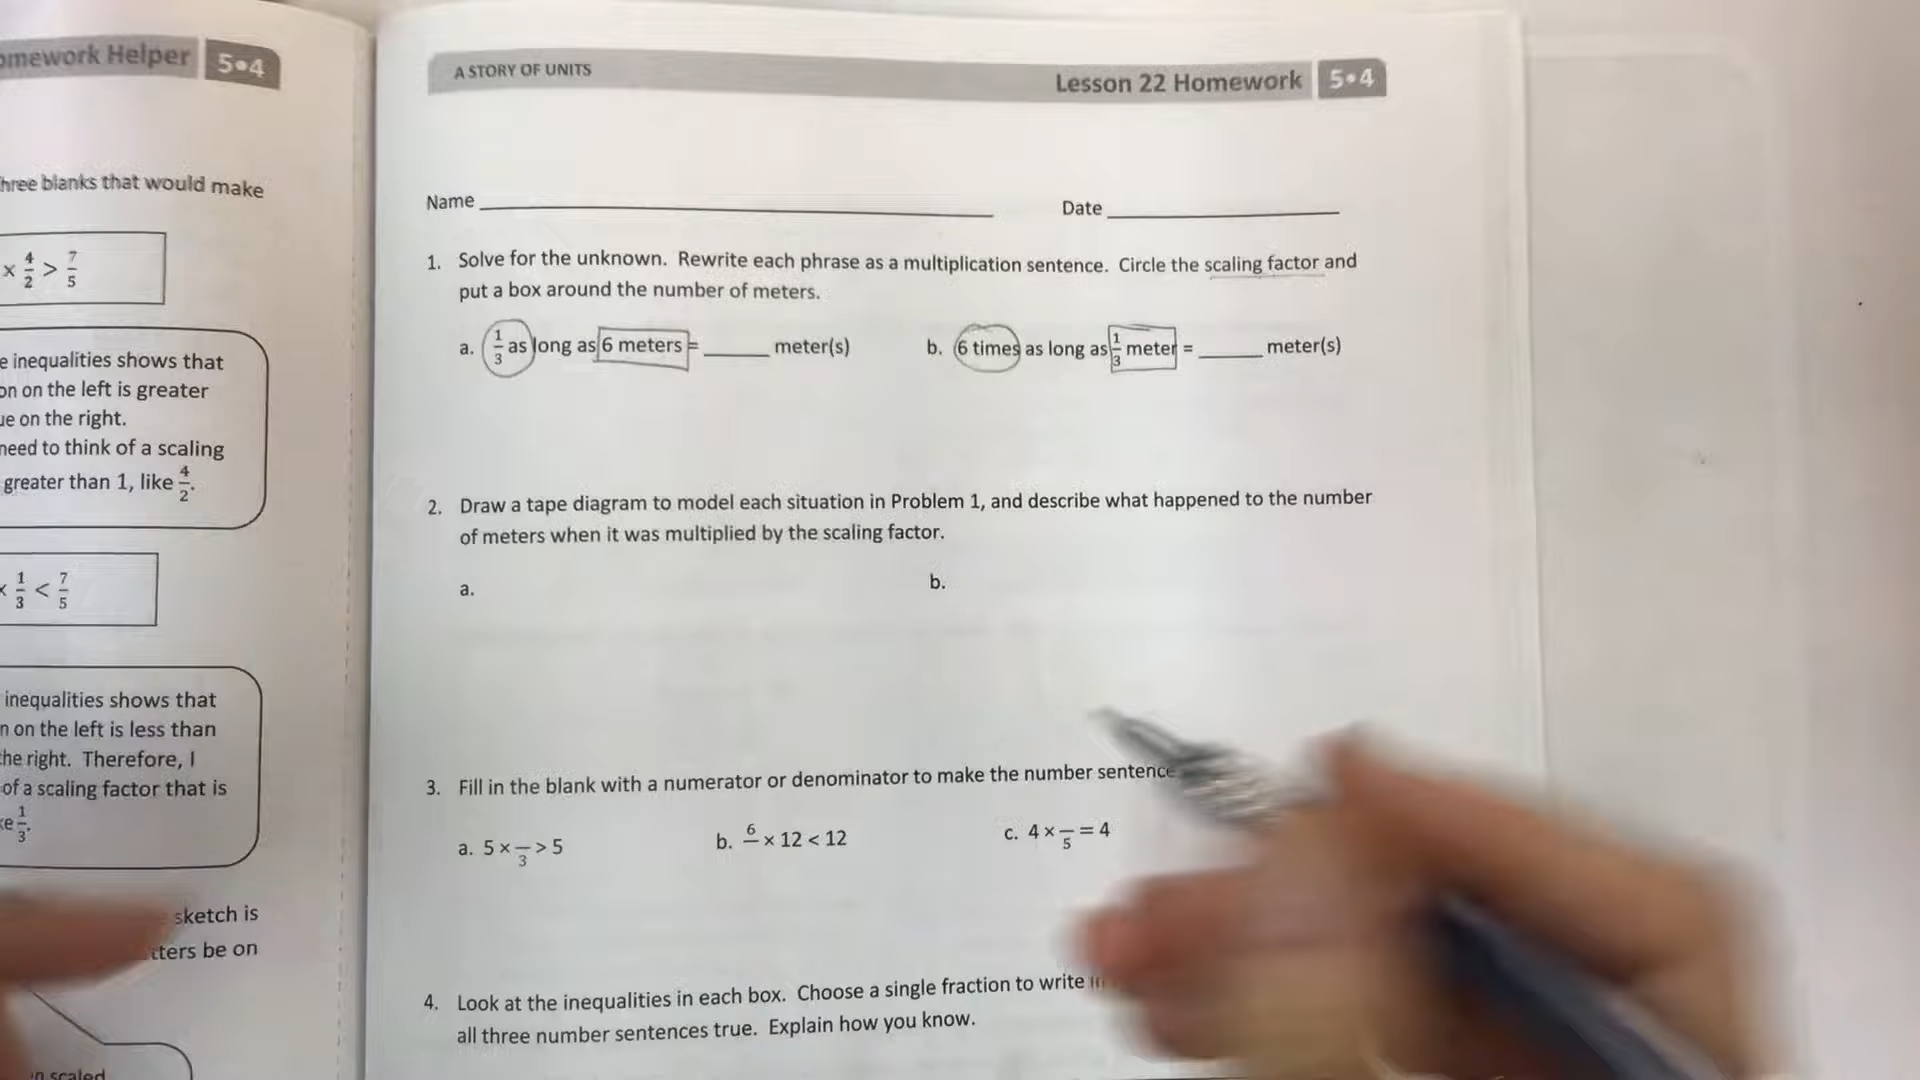 Homework Helper 5•4
three blanks that would make
× 4/2 > 7/5
inequalities shows that
on the left is greater
on the right.
need to think of a scaling
greater than 1, like 4/2.
× 1/3 < 7/5
inequalities shows that
on the left is less than
the right. Therefore, I
of a scaling factor that is
1/3.
sketch is
be on
scaled
A STORY OF UNITS
Lesson 22 Homework 5•4
Name
Date
1. Solve for the unknown. Rewrite each phrase as a multiplication sentence. Circle the scaling factor and
put a box around the number of meters.
a. 1/3 as long as 6 meters = ______ meter(s)
b. 6 times as long as 1/3 meter = ______ meter(s)
2. Draw a tape diagram to model each situation in Problem 1, and describe what happened to the number
of meters when it was multiplied by the scaling factor.
a.
b.
3. Fill in the blank with a numerator or denominator to make the number sentence
a. 5 × _/3 > 5
b. 6/_ × 12 < 12
c. 4 × _/5 = 4
4. Look at the inequalities in each box. Choose a single fraction to write
all three number sentences true. Explain how you know.